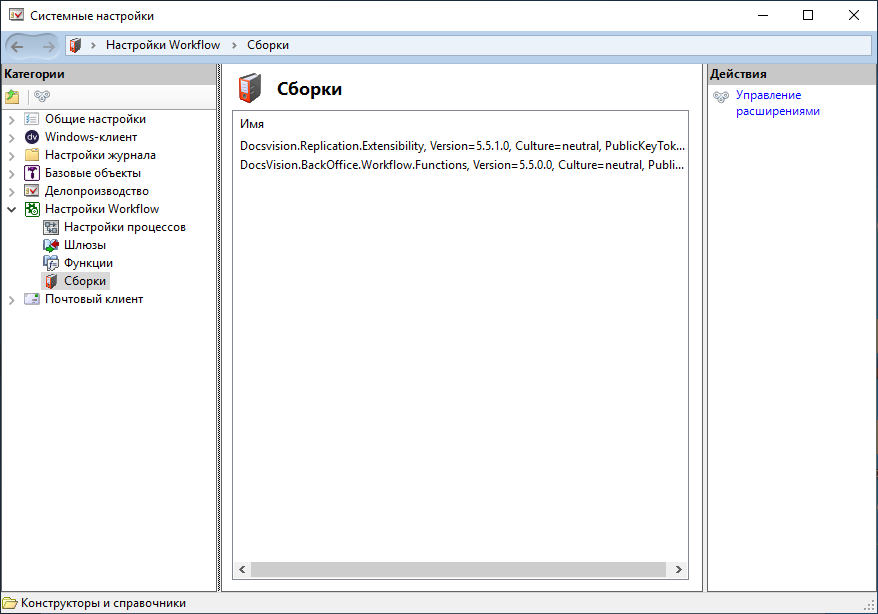 Системные настройки
Настройки Workflow
Сборки
Категории
Общие настройки
dv
Windows-клиент
Настройки журнала
Базовые объекты
Делопроизводство
Настройки Workflow
Настройки процессов
Шлюзы
Функции
Сборки
Почтовый клиент
Сборки
Имя
Docsvision.Replication.Extensibility, Version=5.5.1.0, Culture=neutral, PublicKeyTok...
DocsVision.BackOffice.Workflow.Functions, Version=5.5.0.0, Culture=neutral, Publi...
Действия
Управление
расширениями
Конструкторы и справочники